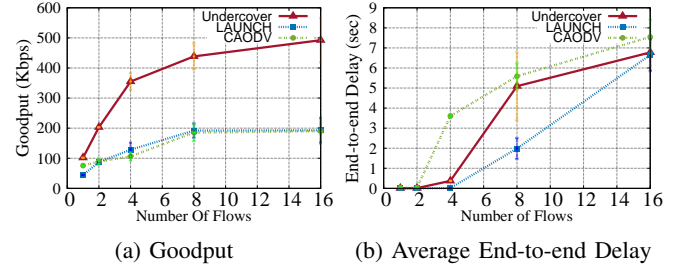 Goodput (Kbps)
600
500
400
300
200
100
0
0 2 4 6 8 10 12 14 16
Number Of Flows
Undercover
LAUNCH
CAODV
(a) Goodput
End-to-end Delay (sec)
9
8
7
6
5
4
3
2
1
0
0 2 4 6 8 10 12 14 16
Number of Flows
Undercover
LAUNCH
CAODV
(b) Average End-to-end Delay